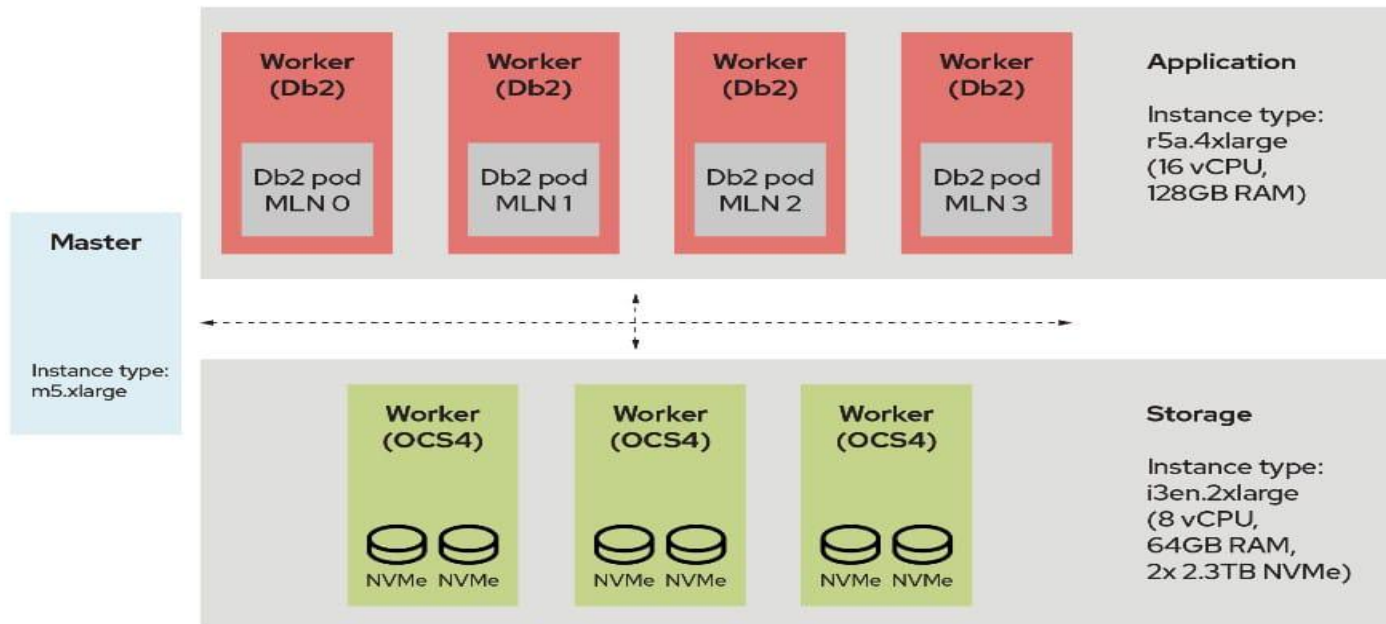 Master
Instance type:
m5.xlarge
Worker
(Db2)
Db2 pod
MLN 0
Worker
(Db2)
Db2 pod
MLN 1
Worker
(Db2)
Db2 pod
MLN 2
Worker
(Db2)
Db2 pod
MLN 3
Application
Instance type:
r5a.4xlarge
(16 vCPU,
128GB RAM)
Worker
(OCS4)
NVMe NVMe
Worker
(OCS4)
NVMe NVMe
Worker
(OCS4)
NVMe NVMe
Storage
Instance type:
i3en.2xlarge
(8 vCPU,
64GB RAM,
2x 2.3TB NVMe)